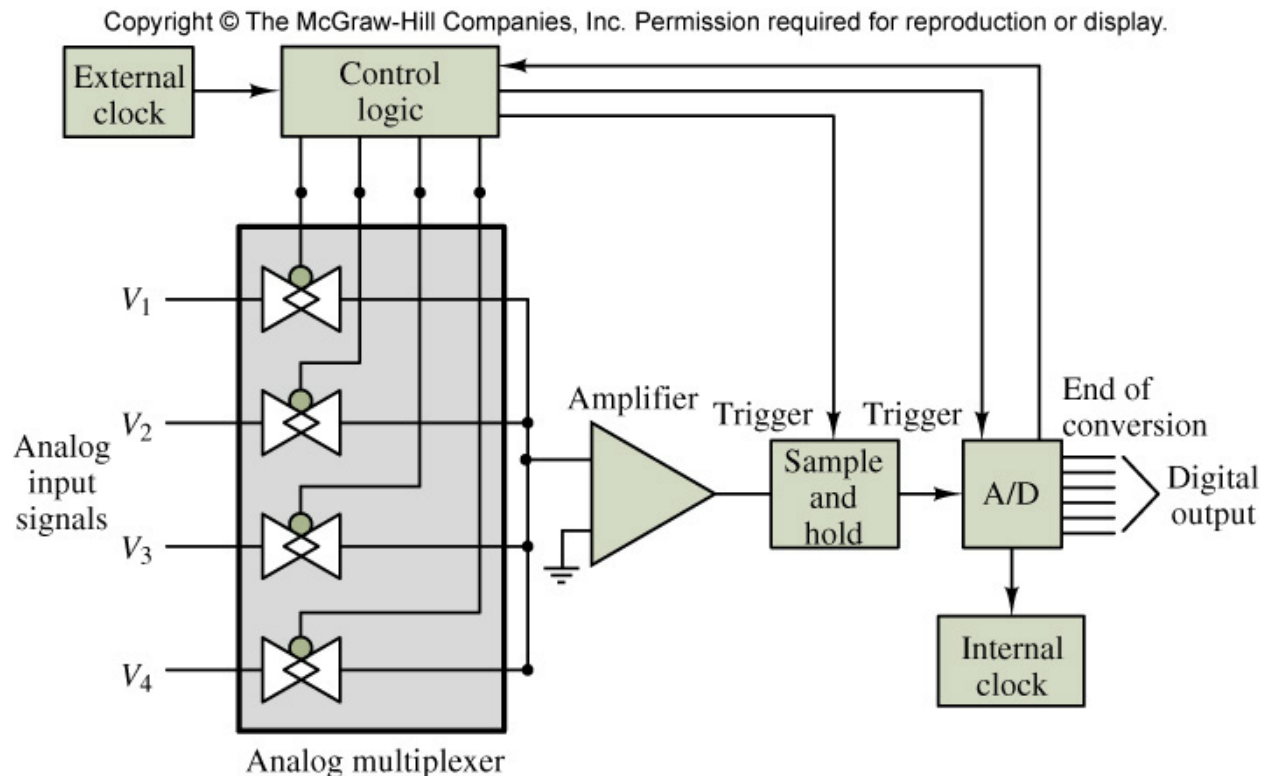 Copyright © The McGraw-Hill Companies, Inc. Permission required for reproduction or display.
External
clock
Control
logic
V1
V2
V3
V4
Analog
input
signals
Analog multiplexer
Amplifier
Trigger
Sample
and
hold
Trigger
A/D
End of
conversion
Digital
output
Internal
clock